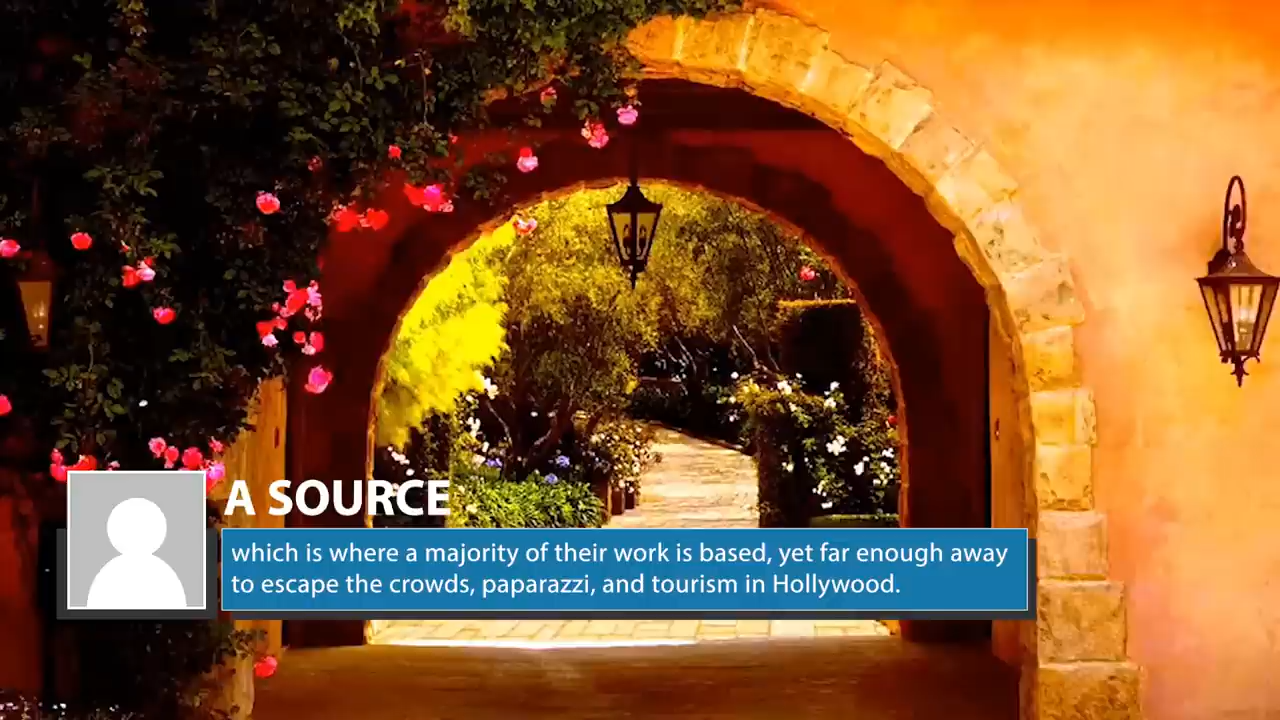 A SOURCE
which is where a majority of their work is based, yet far enough away
to escape the crowds, paparazzi, and tourism in Hollywood.